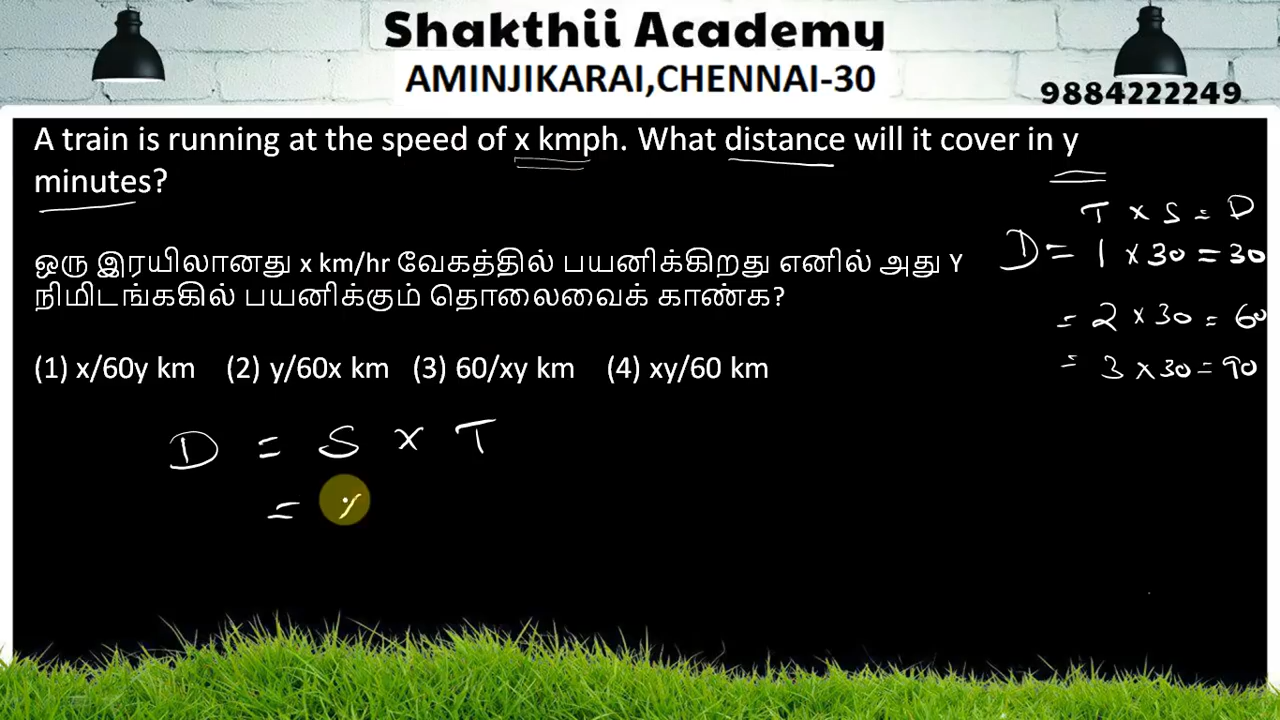 Shakthii Academy
AMINJIKARAI,CHENNAI-30
9884222249
A train is running at the speed of x kmph. What distance will it cover in y
minutes?
T x S = D
D = 1 x 30 = 30
= 2 x 30 = 60
= 3 x 30 = 90
ஒரு இரயிலானது x km/hr வேகத்தில் பயனிக்கிறது எனில் அது Y
நிமிடங்ககில் பயனிக்கும் தொலைவைக் காண்க?
(1) x/60y km (2) y/60x km (3) 60/xy km (4) xy/60 km
D = S x T
=